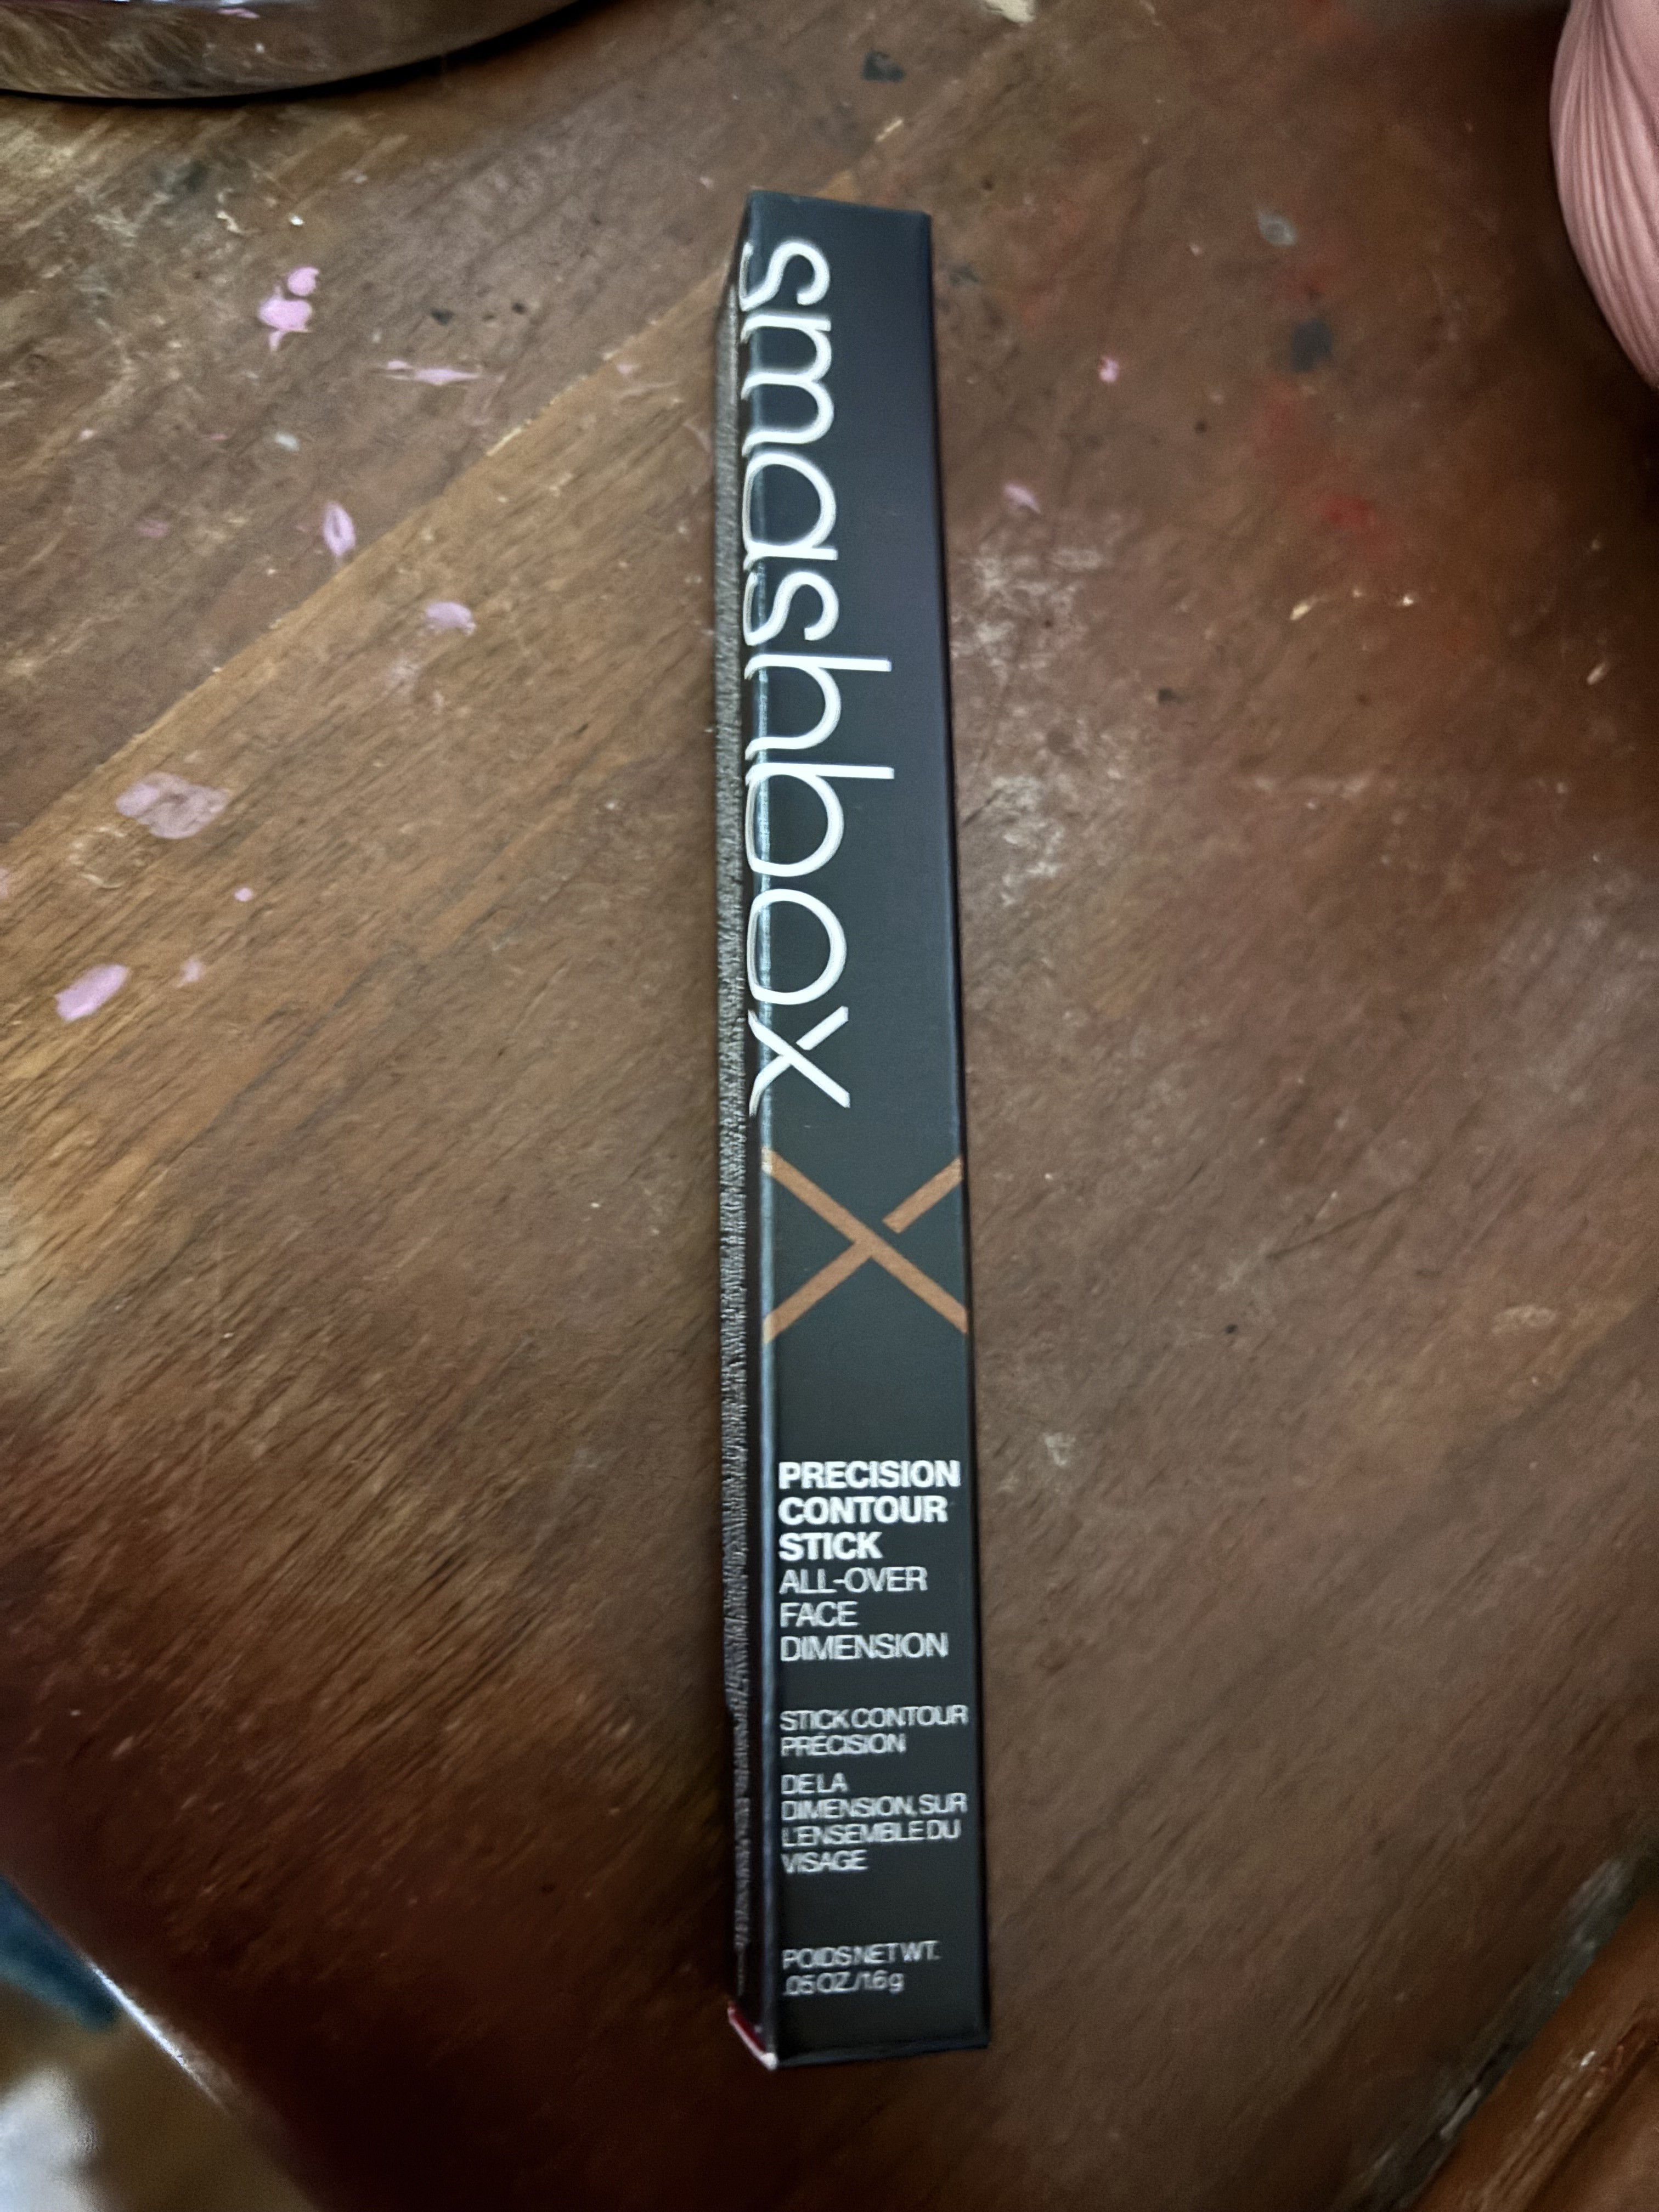 smashbox
PRECISION
CONTOUR
STICK
ALL-OVER
FACE
DIMENSION
STICK CONTOUR
PRÉCISION
DE LA
DIMENSION, SUR
L'ENSEMBLE DU
VISAGE
POIDS NET WT.
.05 OZ./1.6 g